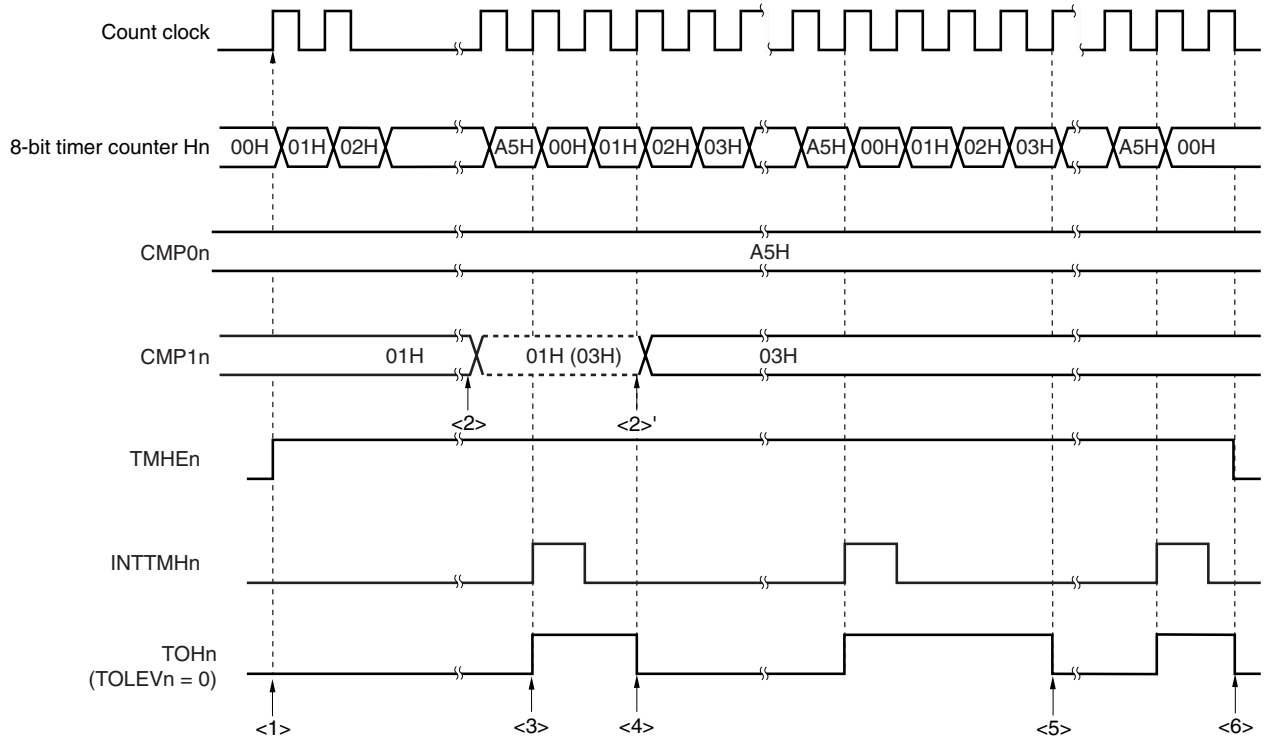 Count clock
8-bit timer counter Hn 00H 01H 02H A5H 00H 01H 02H 03H A5H 00H 01H 02H 03H A5H 00H
CMP0n A5H
CMP1n 01H 01H (03H) 03H
<2> <2>'
TMHEn
INTTMHn
TOHn
(TOLEVn = 0)
<1> <3> <4> <5> <6>